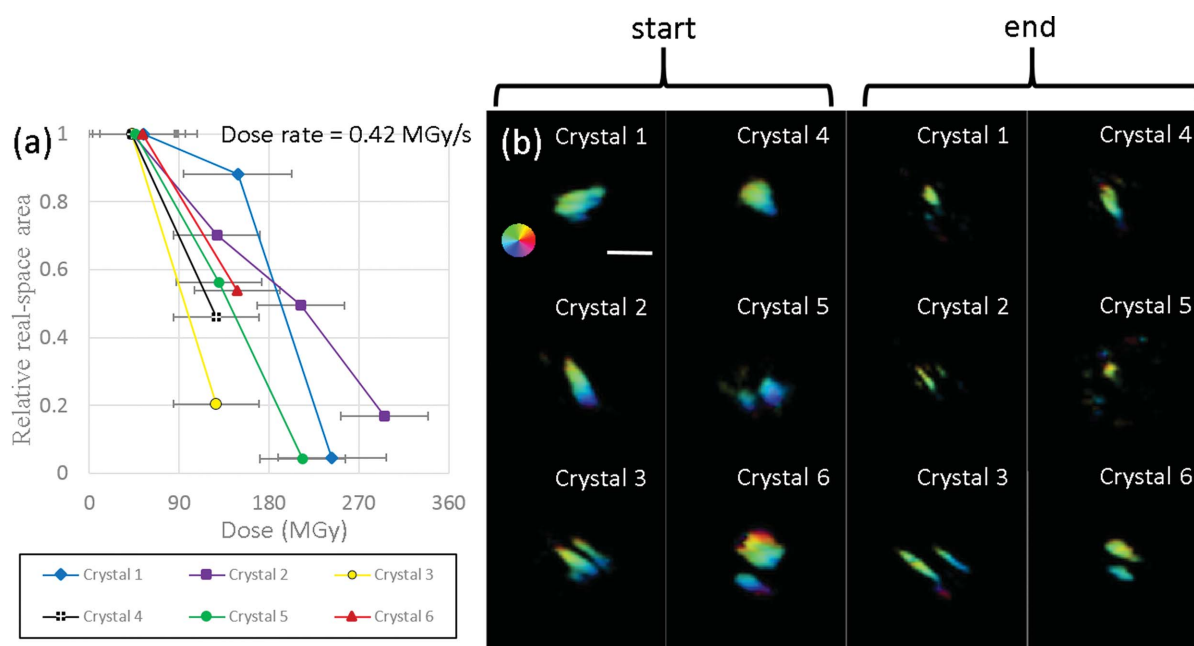 start
end
(a)
Dose rate = 0.42 MGy/s
Relative real-space area
1
0.8
0.6
0.4
0.2
0
0
90
180
270
360
Dose (MGy)
Crystal 1
Crystal 2
Crystal 3
Crystal 4
Crystal 5
Crystal 6
(b)
Crystal 1
Crystal 4
Crystal 1
Crystal 4
Crystal 2
Crystal 5
Crystal 2
Crystal 5
Crystal 3
Crystal 6
Crystal 3
Crystal 6